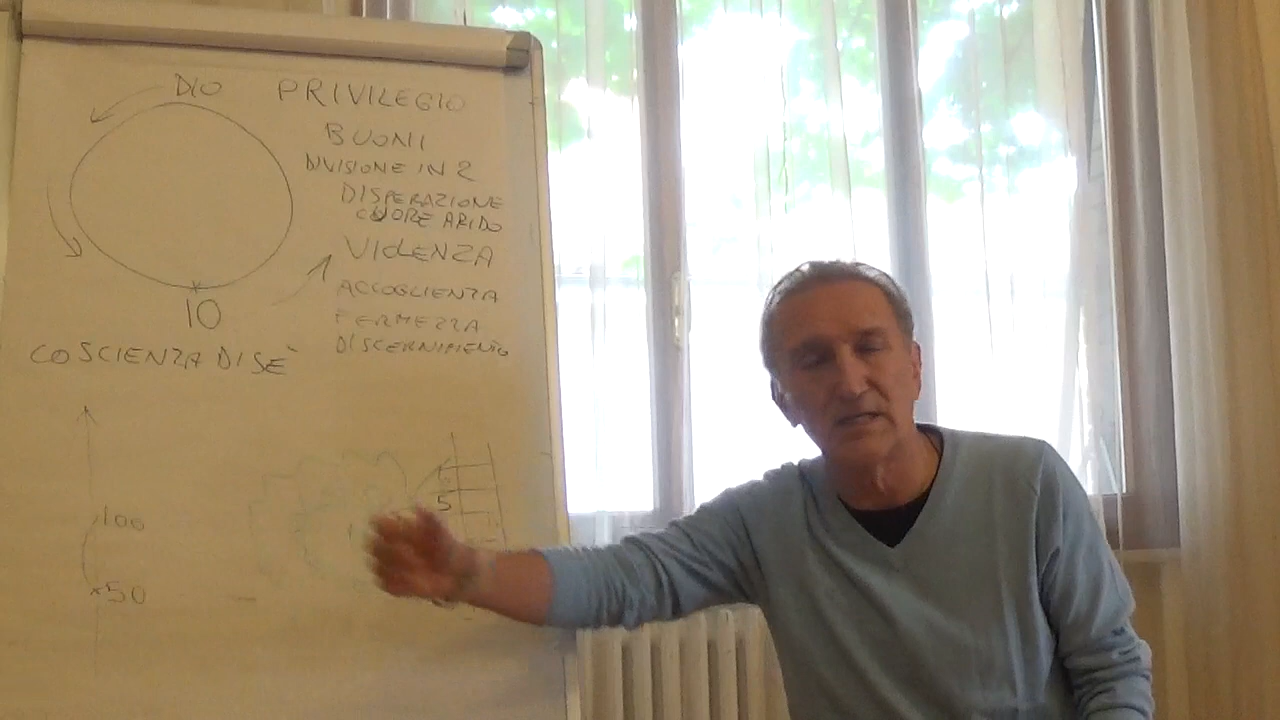 DIO PRIVILEGIO
BUONI
DIVISIONE IN 2
DISPERAZIONE
CUORE ARIDO
VIOLENZA
ACCOGLIENZA
FERMEZZA
DISCERNIMENTO
IO
COSCIENZA DI SÈ
100
5
50